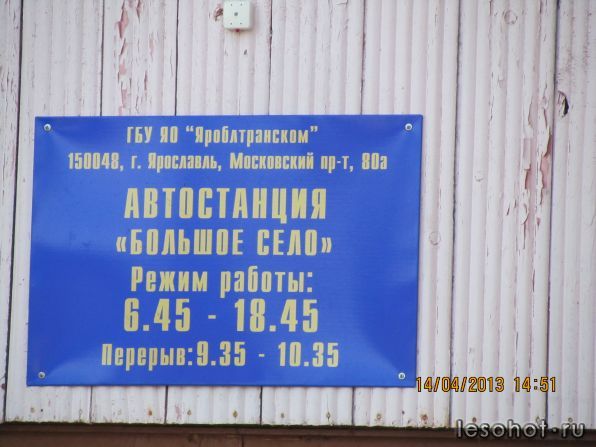 ГБУ ЯО "Яроблтранском"
150048, г. Ярославль, Московский пр-т, 80а
АВТОСТАНЦИЯ
«БОЛЬШОЕ СЕЛО»
Режим работы:
6.45 - 18.45
Перерыв:9.35 - 10.35
14/04/2013 14:51
lesohot-ru